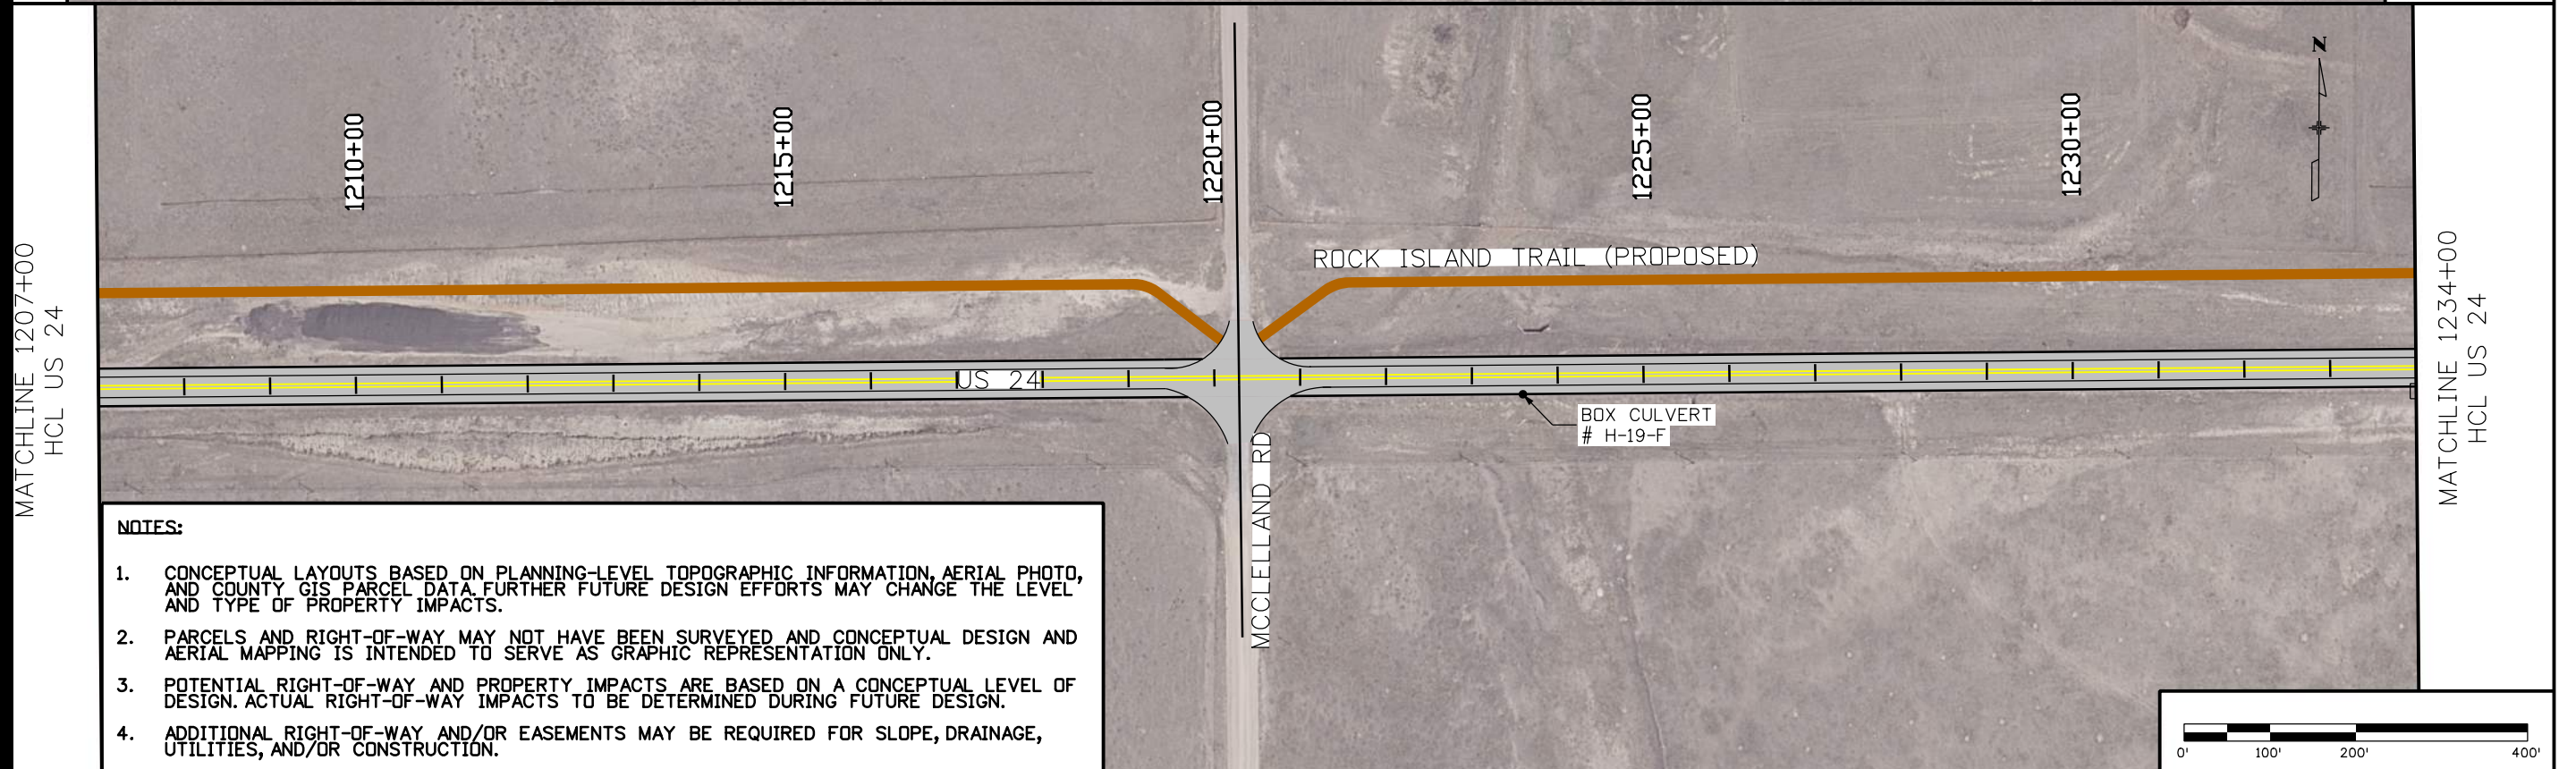 MATCHLINE 1207+00
HCL US 24
1210+00
1215+00
1220+00
1225+00
1230+00
N
ROCK ISLAND TRAIL (PROPOSED)
US 24
BOX CULVERT
# H-19-F
MCCLELLAND RD
MATCHLINE 1234+00
HCL US 24
NOTES:
1. CONCEPTUAL LAYOUTS BASED ON PLANNING-LEVEL TOPOGRAPHIC INFORMATION, AERIAL PHOTO,
AND COUNTY GIS PARCEL DATA. FURTHER FUTURE DESIGN EFFORTS MAY CHANGE THE LEVEL
AND TYPE OF PROPERTY IMPACTS.
2. PARCELS AND RIGHT-OF-WAY MAY NOT HAVE BEEN SURVEYED AND CONCEPTUAL DESIGN AND
AERIAL MAPPING IS INTENDED TO SERVE AS GRAPHIC REPRESENTATION ONLY.
3. POTENTIAL RIGHT-OF-WAY AND PROPERTY IMPACTS ARE BASED ON A CONCEPTUAL LEVEL OF
DESIGN. ACTUAL RIGHT-OF-WAY IMPACTS TO BE DETERMINED DURING FUTURE DESIGN.
4. ADDITIONAL RIGHT-OF-WAY AND/OR EASEMENTS MAY BE REQUIRED FOR SLOPE, DRAINAGE,
UTILITIES, AND/OR CONSTRUCTION.
0' 100' 200' 400'